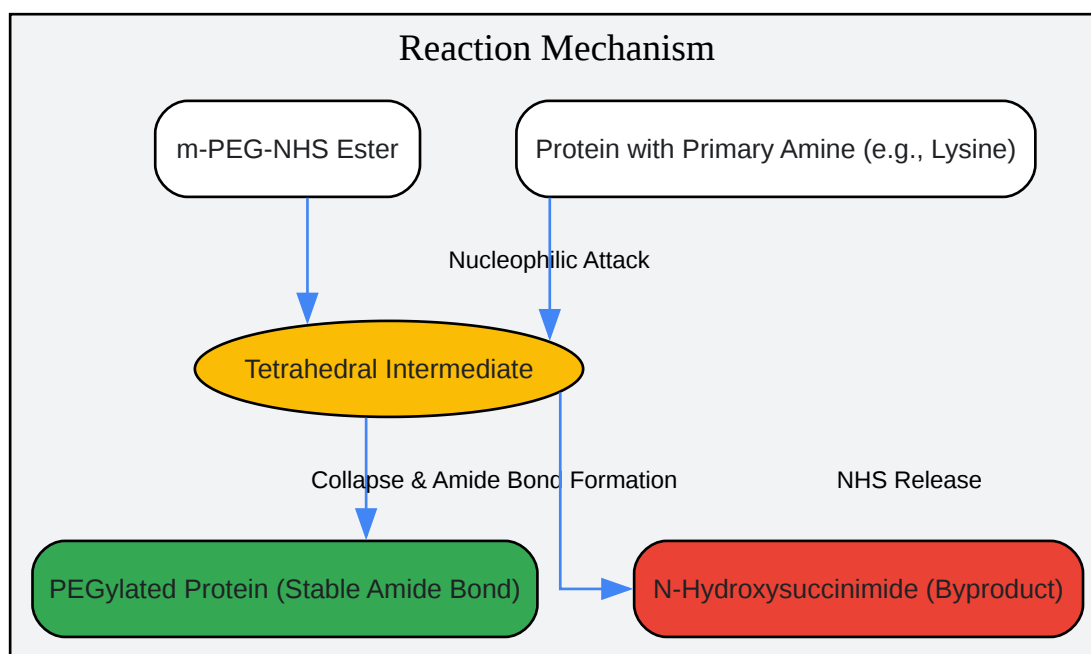 Reaction Mechanism
m-PEG-NHS Ester
Protein with Primary Amine (e.g., Lysine)
Nucleophilic Attack
Tetrahedral Intermediate
Collapse & Amide Bond Formation
NHS Release
PEGylated Protein (Stable Amide Bond)
N-Hydroxysuccinimide (Byproduct)